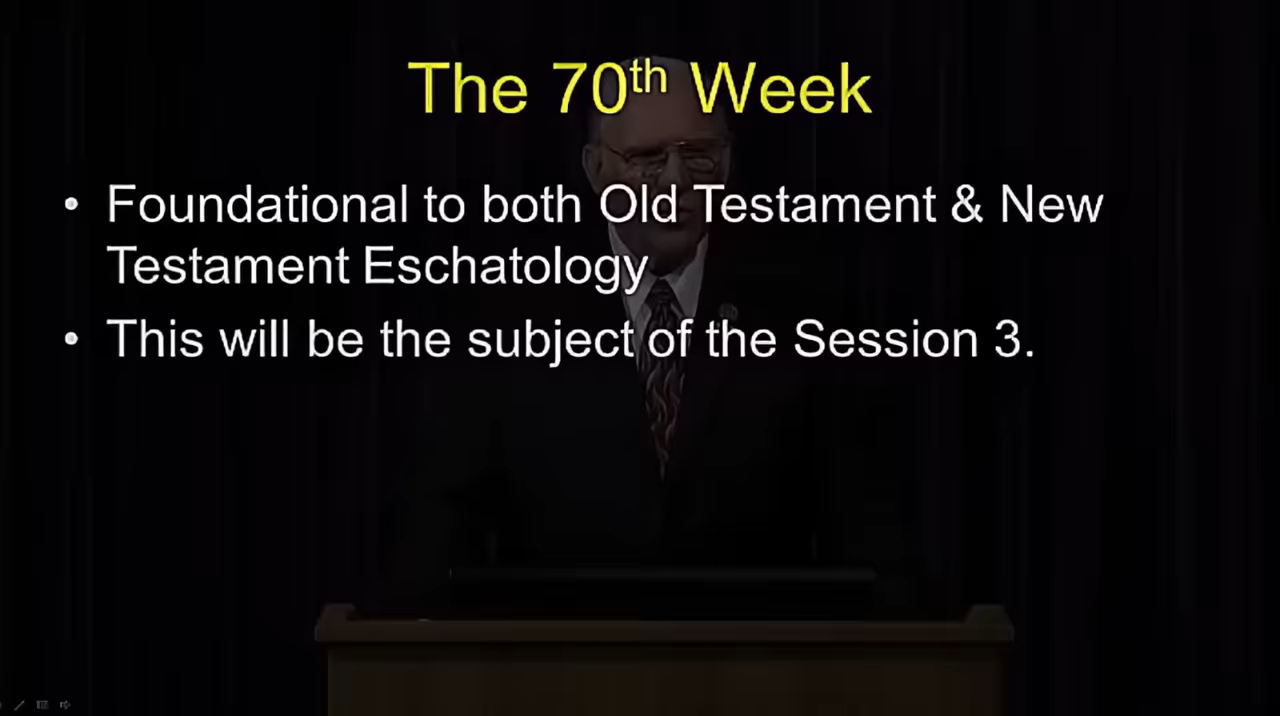 The 70th Week
• Foundational to both Old Testament & New
Testament Eschatology
• This will be the subject of the Session 3.